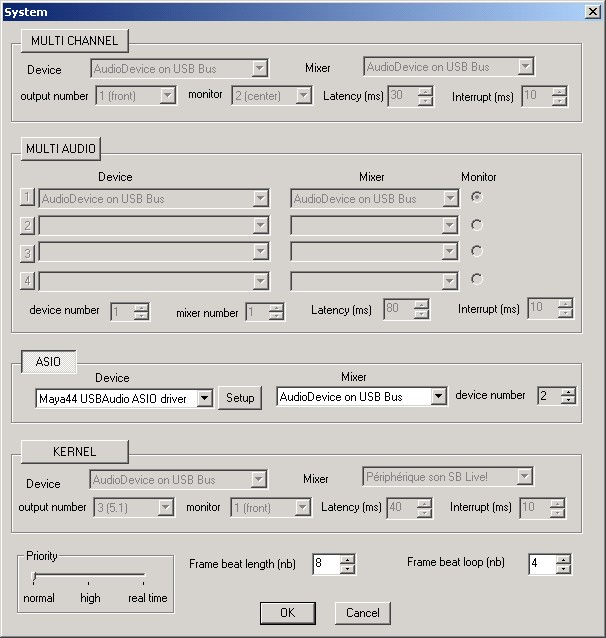 System
MULTI CHANNEL
Device AudioDevice on USB Bus Mixer AudioDevice on USB Bus
output number 1 (front) monitor 2 (center) Latency (ms) 30 Interrupt (ms) 10
MULTI AUDIO
Device Mixer Monitor
1 AudioDevice on USB Bus AudioDevice on USB Bus
2
3
4
device number 1 mixer number 1 Latency (ms) 80 Interrupt (ms) 10
ASIO
Device Mixer
Maya44 USBAudio ASIO driver Setup AudioDevice on USB Bus device number 2
KERNEL
Device AudioDevice on USB Bus Mixer Périphérique son SB Live!
output number 3 (5.1) monitor 1 (front) Latency (ms) 40 Interrupt (ms) 10
Priority
normal high real time
Frame beat length (nb) 8 Frame beat loop (nb) 4
OK Cancel